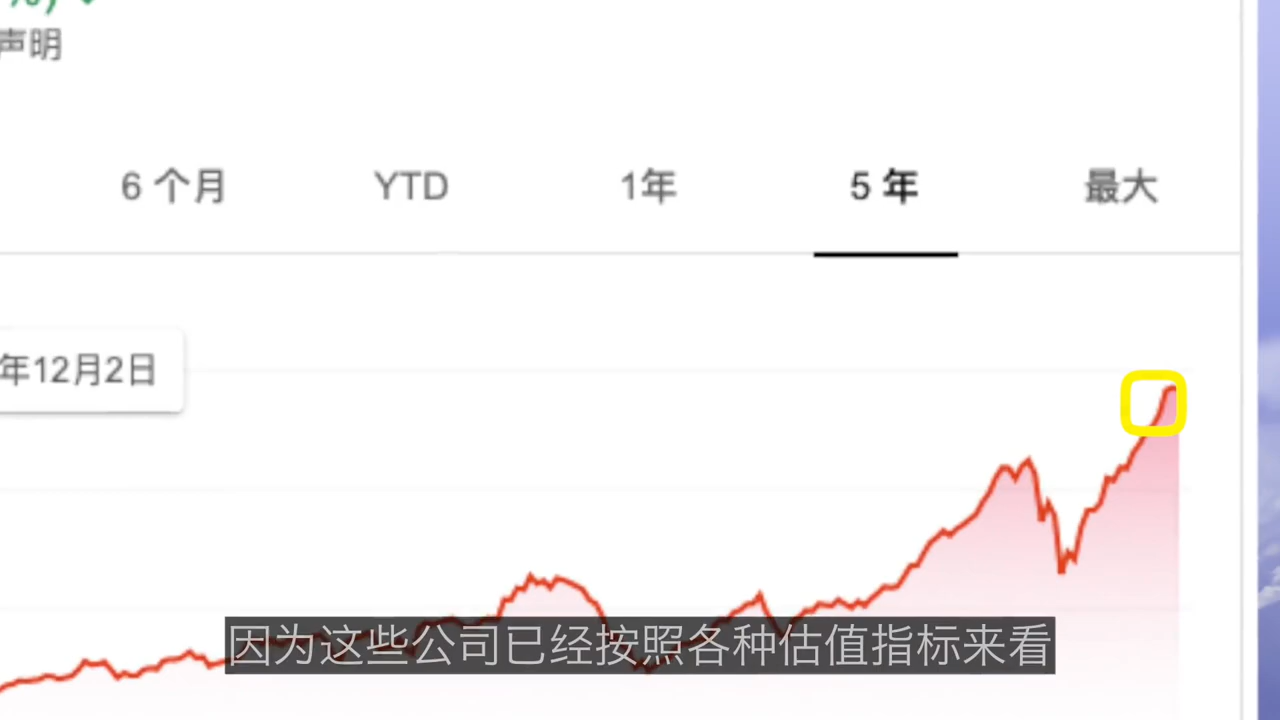 声明
6 个月
YTD
1年
5 年
最大
年12月2日
因为这些公司已经按照各种估值指标来看